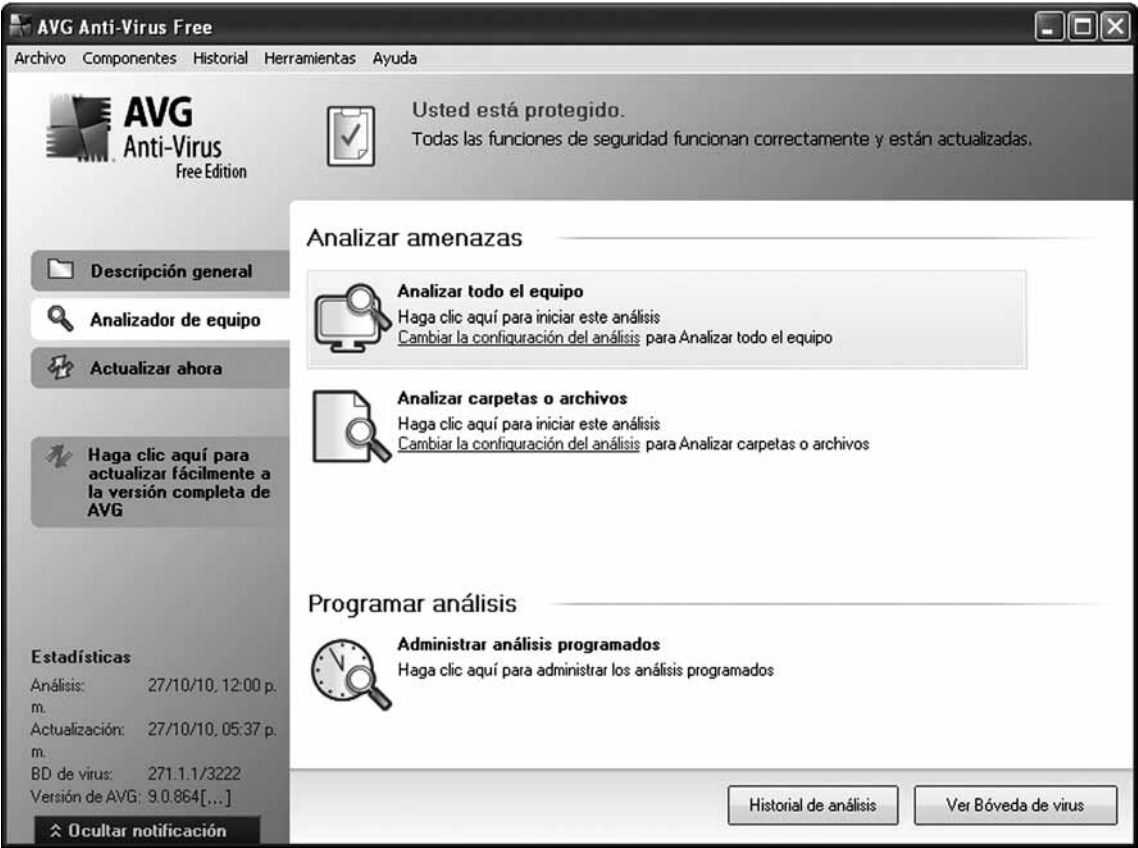 AVG Anti-Virus Free
Archivo Componentes Historial Herramientas Ayuda
AVG
Anti-Virus
Free Edition
Usted está protegido.
Todas las funciones de seguridad funcionan correctamente y están actualizadas.
Descripción general
Analizador de equipo
Actualizar ahora
Haga clic aquí para
actualizar fácilmente a
la versión completa de
AVG
Estadísticas
Análisis: 27/10/10, 12:00 p.
m.
Actualización: 27/10/10, 05:37 p.
m.
BD de virus: 271.1.1/3222
Versión de AVG: 9.0.864[...]
Ocultar notificación
Analizar amenazas
Analizar todo el equipo
Haga clic aquí para iniciar este análisis
Cambiar la configuración del análisis para Analizar todo el equipo
Analizar carpetas o archivos
Haga clic aquí para iniciar este análisis
Cambiar la configuración del análisis para Analizar carpetas o archivos
Programar análisis
Administrar análisis programados
Haga clic aquí para administrar los análisis programados
Historial de análisis
Ver Bóveda de virus